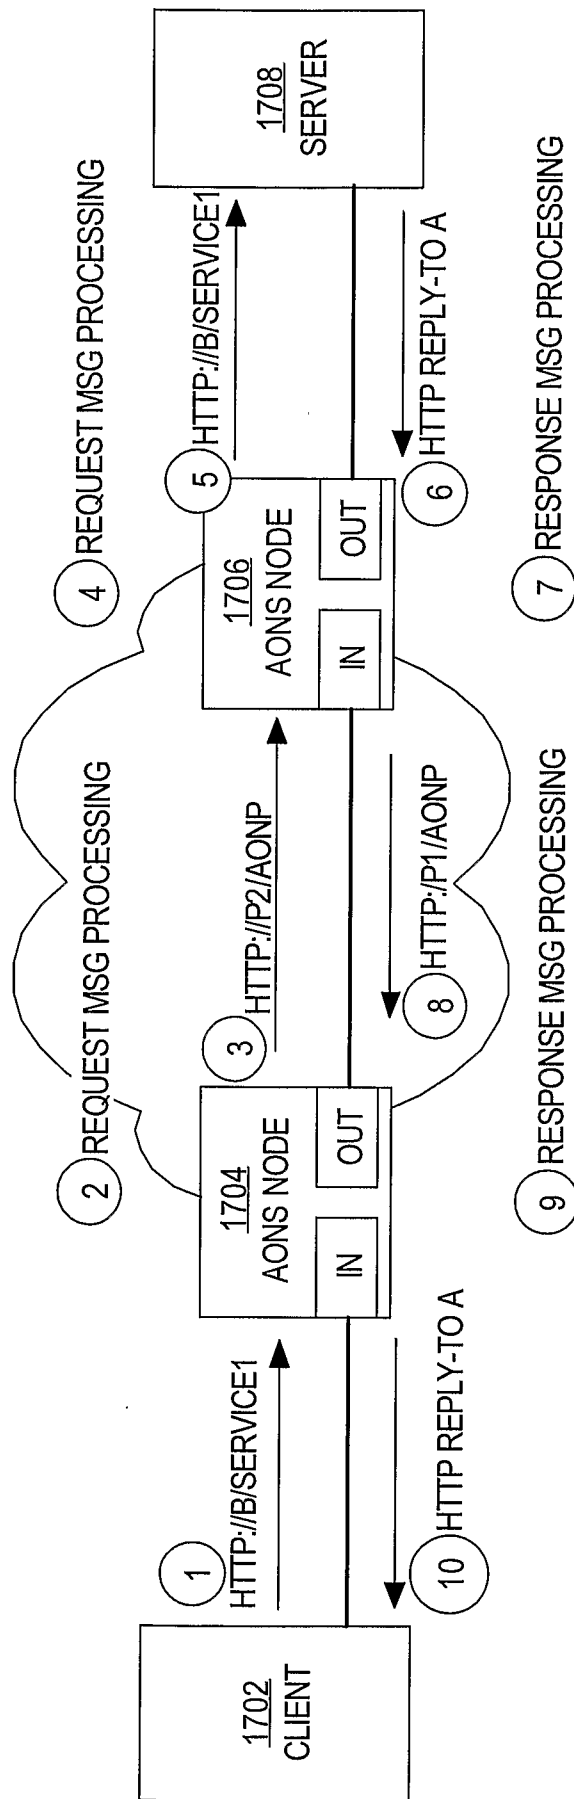 2 REQUEST MSG PROCESSING
4 REQUEST MSG PROCESSING
1
HTTP://B/SERVICE1
3
HTTP://P2/AONP
5
HTTP://B/SERVICE1
1702
CLIENT
1704
AONS NODE
IN
OUT
1706
AONS NODE
IN
OUT
1708
SERVER
10
HTTP REPLY-TO A
8
HTTP:/P1/AONP
6
HTTP REPLY-TO A
9 RESPONSE MSG PROCESSING
7 RESPONSE MSG PROCESSING